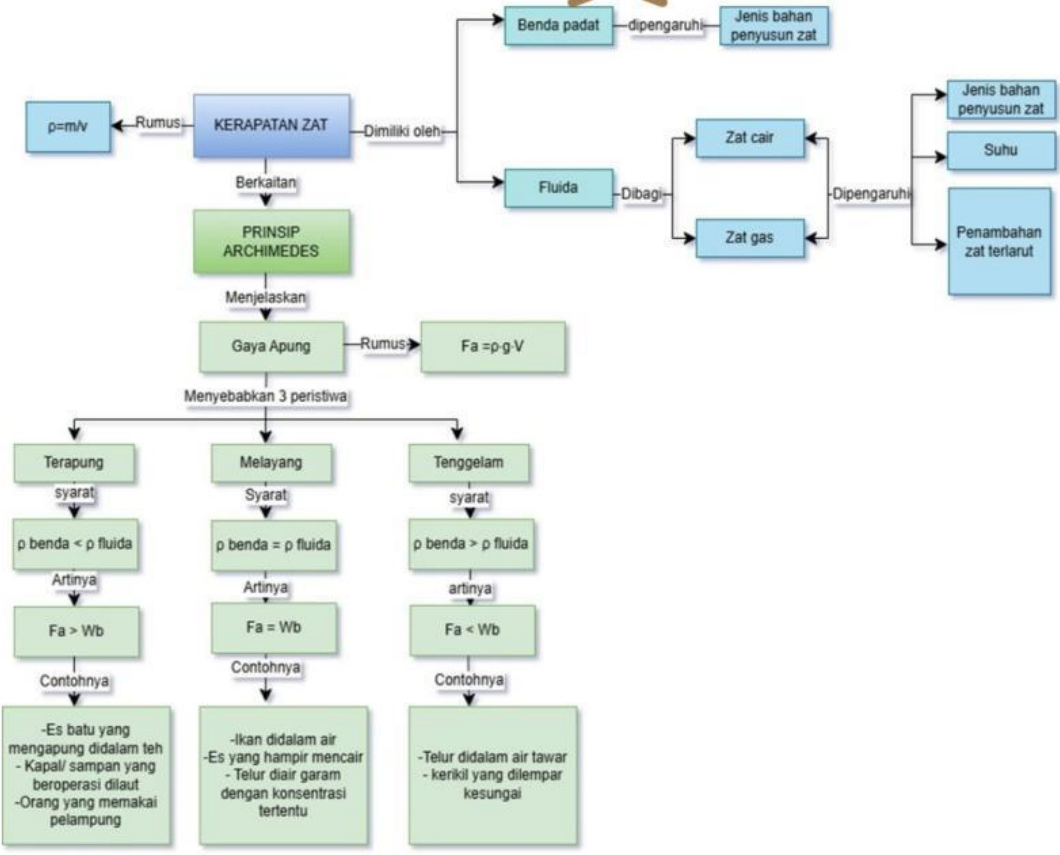 Benda padat
dipengaruhi
Jenis bahan
penyusun zat
ρ=m/v
Rumus
KERAPATAN ZAT
Dimiliki oleh
Zat cair
Jenis bahan
penyusun zat
Suhu
Fluida
Dibagi
Dipengaruhi
Zat gas
Penambahan
zat terlarut
Berkaitan
PRINSIP
ARCHIMEDES
Menjelaskan
Gaya Apung
Rumus
Fa =ρ·g·V
Menyebabkan 3 peristiwa
Terapung
syarat
ρ benda < ρ fluida
Artinya
Fa > Wb
Contohnya
-Es batu yang
mengapung didalam teh
- Kapal/ sampan yang
beroperasi dilaut
-Orang yang memakai
pelampung
Melayang
Syarat
ρ benda = ρ fluida
Artinya
Fa = Wb
Contohnya
-Ikan didalam air
-Es yang hampir mencair
- Telur diair garam
dengan konsentrasi
tertentu
Tenggelam
syarat
ρ benda > ρ fluida
artinya
Fa < Wb
Contohnya
-Telur didalam air tawar
- kerikil yang dilempar
kesungai